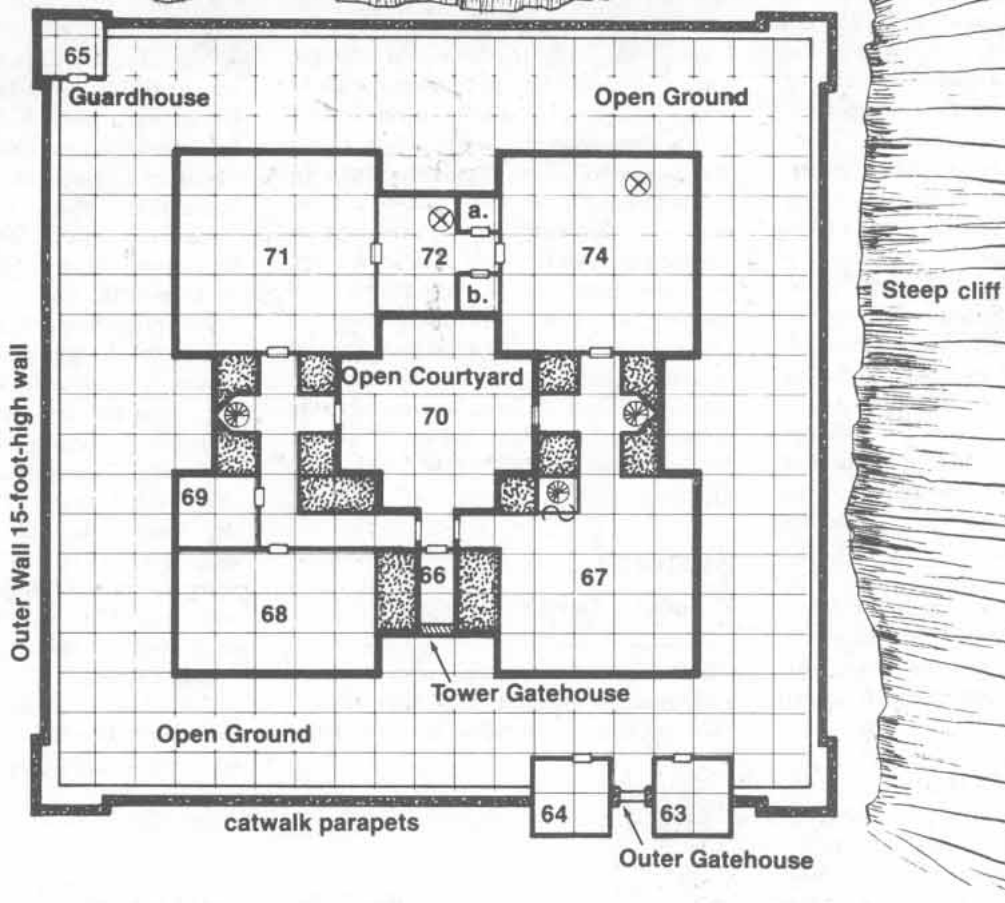 65
Guardhouse
Open Ground
a.
71
72
74
b.
Steep cliff
Open Courtyard
70
Outer Wall 15-foot-high wall
69
66
67
68
Tower Gatehouse
Open Ground
64
63
catwalk parapets
Outer Gatehouse